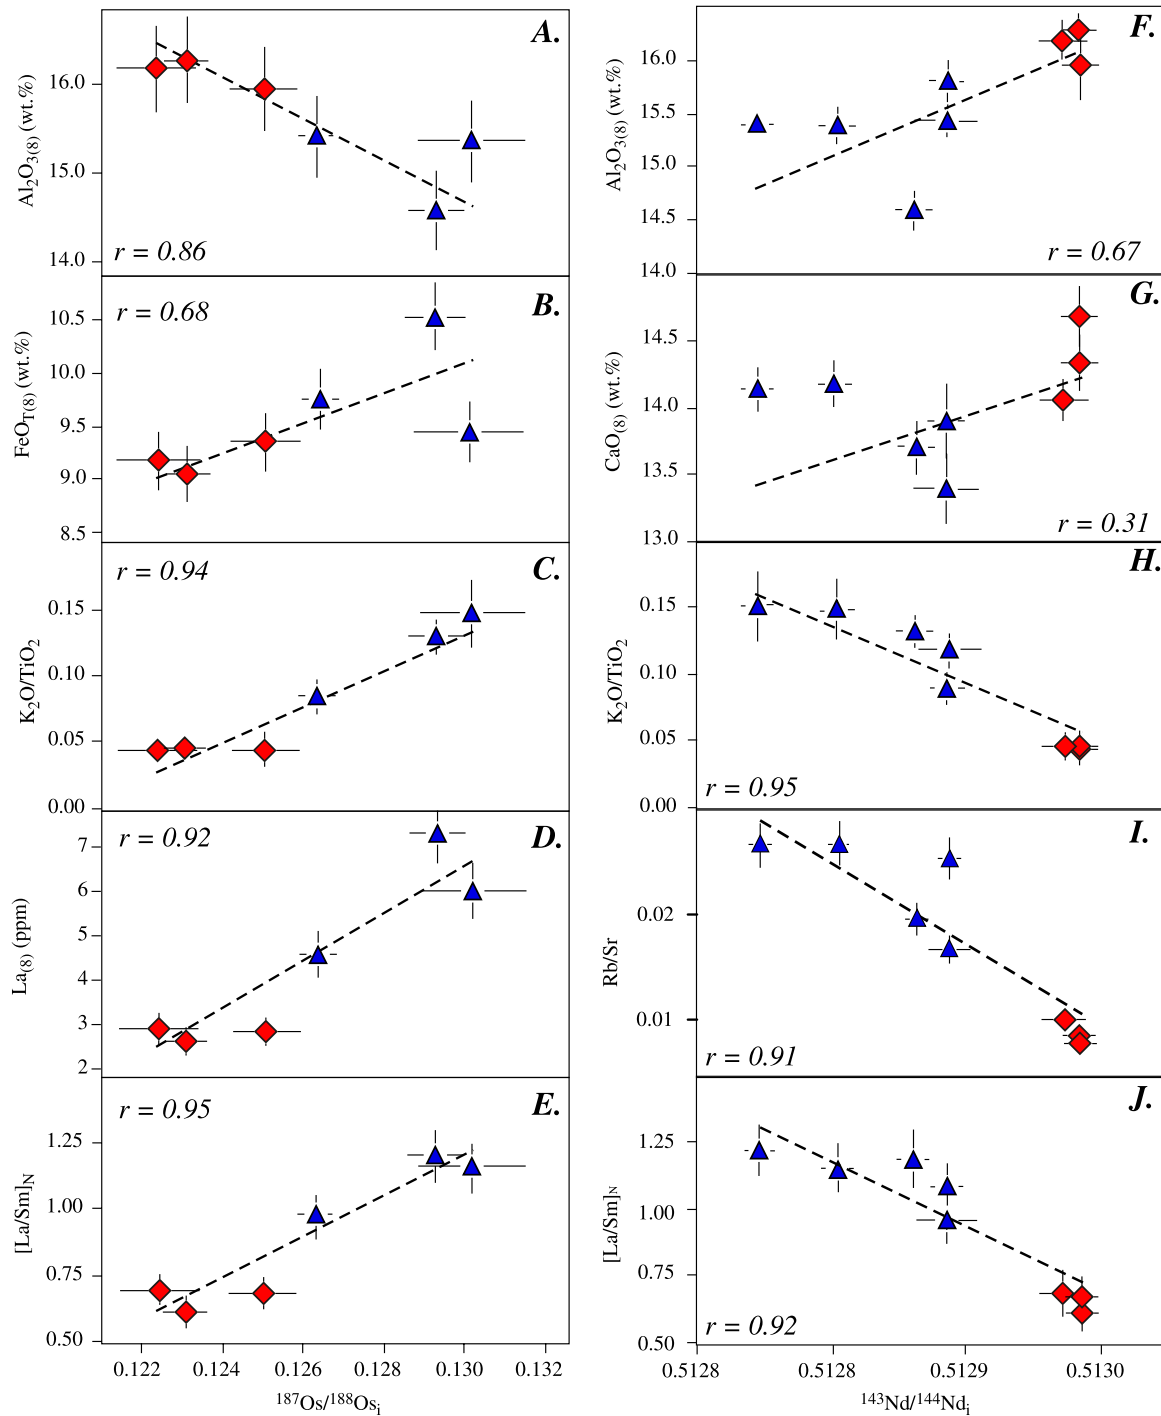 A.
Al2O3(8) (wt.%)
16.0
15.0
14.0
r = 0.86
B.
FeOT(8) (wt.%)
10.5
10.0
9.5
9.0
8.5
r = 0.68
C.
K2O/TiO2
0.15
0.10
0.05
0.00
r = 0.94
D.
La(8) (ppm)
7
6
5
4
3
2
r = 0.92
E.
[La/Sm]N
1.25
1.00
0.75
0.50
r = 0.95
0.122 0.124 0.126 0.128 0.130 0.132
187Os/188Osi
F.
Al2O3(8) (wt.%)
16.0
15.5
15.0
14.5
14.0
r = 0.67
G.
CaO(8) (wt.%)
14.5
14.0
13.5
13.0
r = 0.31
H.
K2O/TiO2
0.15
0.10
0.05
0.00
r = 0.95
I.
Rb/Sr
0.02
0.01
r = 0.91
J.
[La/Sm]N
1.25
1.00
0.75
0.50
r = 0.92
0.5128 0.5128 0.5129 0.5130
143Nd/144Ndi